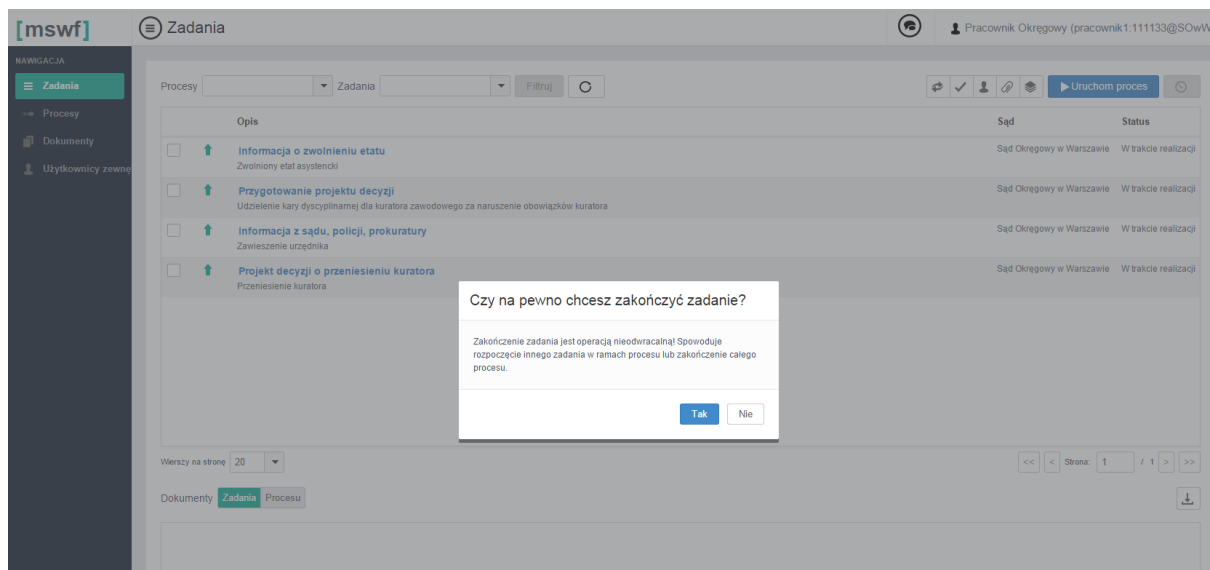 [mswf]
Zadania
Pracownik Okręgowy (pracownik1:111133@SOwW
NAWIGACJA
Zadania
Procesy
Dokumenty
Użytkownicy zewnę
Procesy
Zadania
Filtruj
Uruchom proces
Opis
Sąd
Status
Informacja o zwolnieniu etatu
Zwolniony etat asystencki
Sąd Okręgowy w Warszawie
W trakcie realizacji
Przygotowanie projektu decyzji
Udzielenie kary dyscyplinarnej dla kuratora zawodowego za naruszenie obowiązków kuratora
Sąd Okręgowy w Warszawie
W trakcie realizacji
Informacja z sądu, policji, prokuratury
Zawieszenie urzędnika
Sąd Okręgowy w Warszawie
W trakcie realizacji
Projekt decyzji o przeniesieniu kuratora
Przeniesienie kuratora
Sąd Okręgowy w Warszawie
W trakcie realizacji
Czy na pewno chcesz zakończyć zadanie?
Zakończenie zadania jest operacją nieodwracalną! Spowoduje
rozpoczęcie innego zadania w ramach procesu lub zakończenie całego
procesu.
Tak
Nie
Wierszy na stronę 20
<< < Strona: 1 / 1 > >>
Dokumenty Zadania Procesu